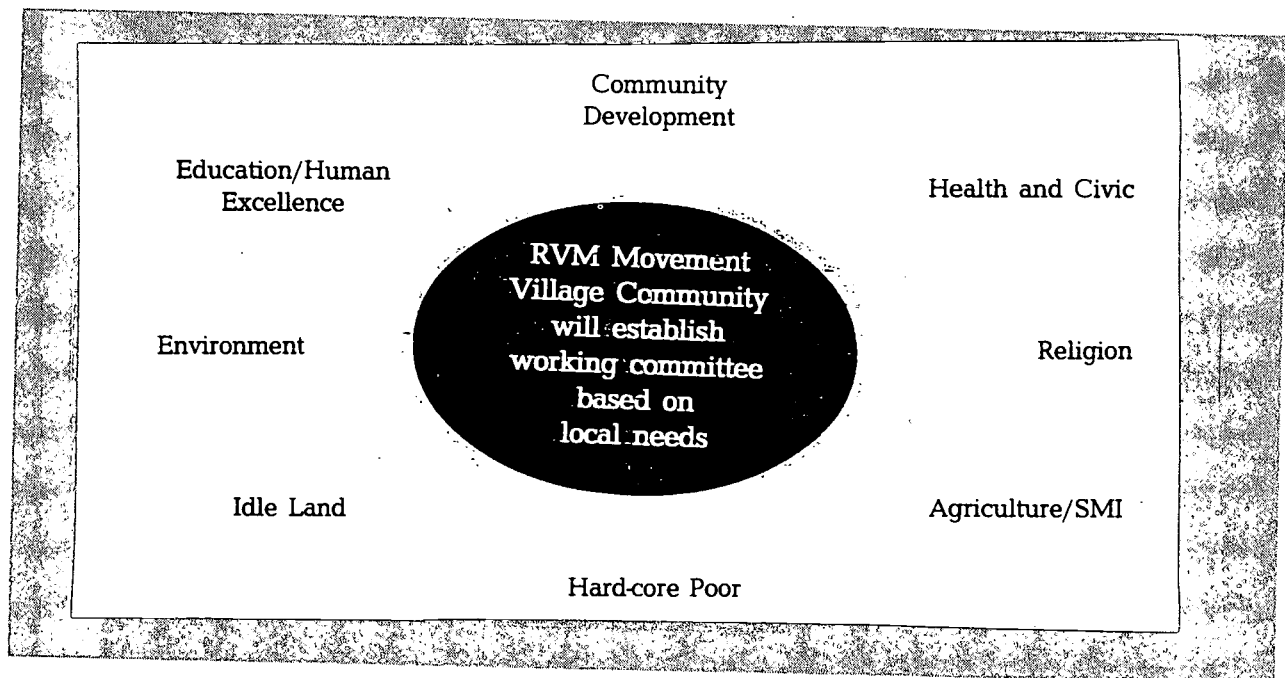 Community
Development
Education/Human
Excellence
Health and Civic
RVM Movement
Village Community
will establish
working committee
based on
local needs
Environment
Religion
Idle Land
Agriculture/SMI
Hard-core Poor